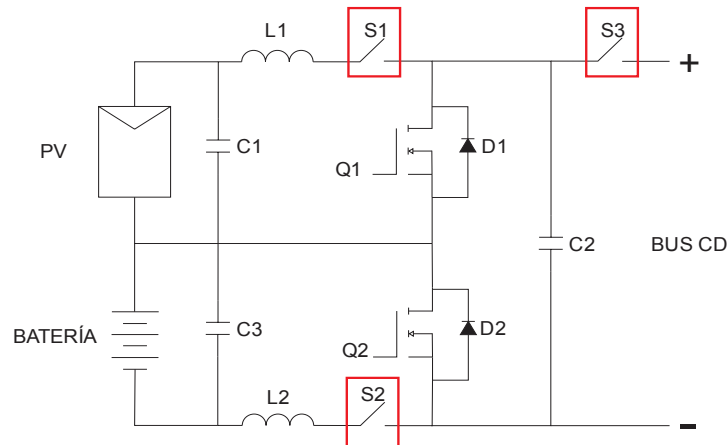 L1
S1
S3
+
PV
C1
Q1
D1
C2
BUS CD
BATERÍA
C3
Q2
D2
L2
S2
-